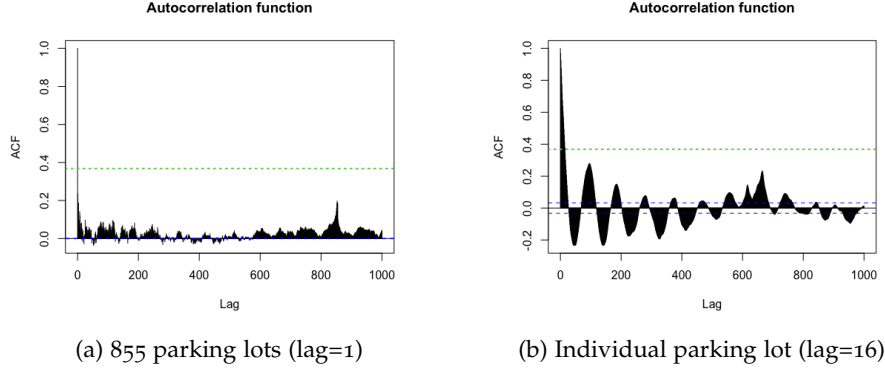 Autocorrelation function
ACF
1.0
0.8
0.6
0.4
0.2
0.0
0 200 400 600 800 1000
Lag
(a) 855 parking lots (lag=1)
Autocorrelation function
ACF
1.0
0.8
0.6
0.4
0.2
0.0
-0.2
0 200 400 600 800 1000
Lag
(b) Individual parking lot (lag=16)